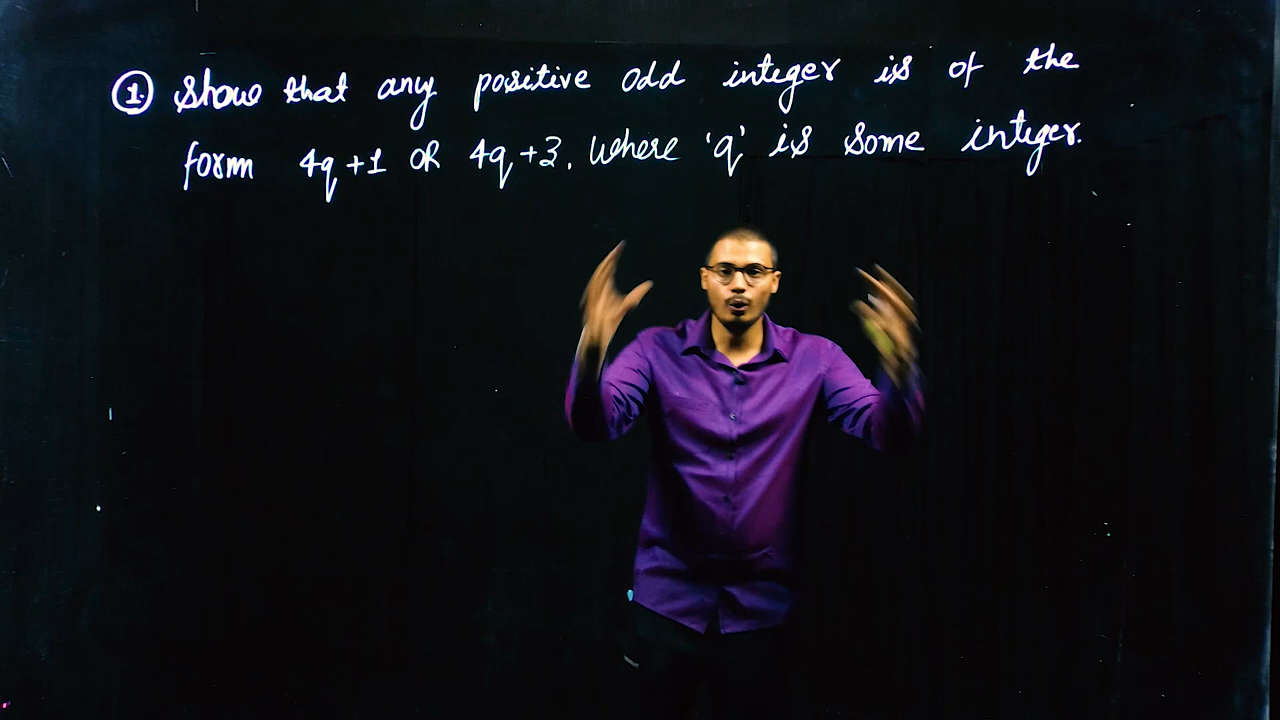 ① Show that any positive odd integer is of the
form 4q+1 OR 4q+3, where 'q' is some integer.